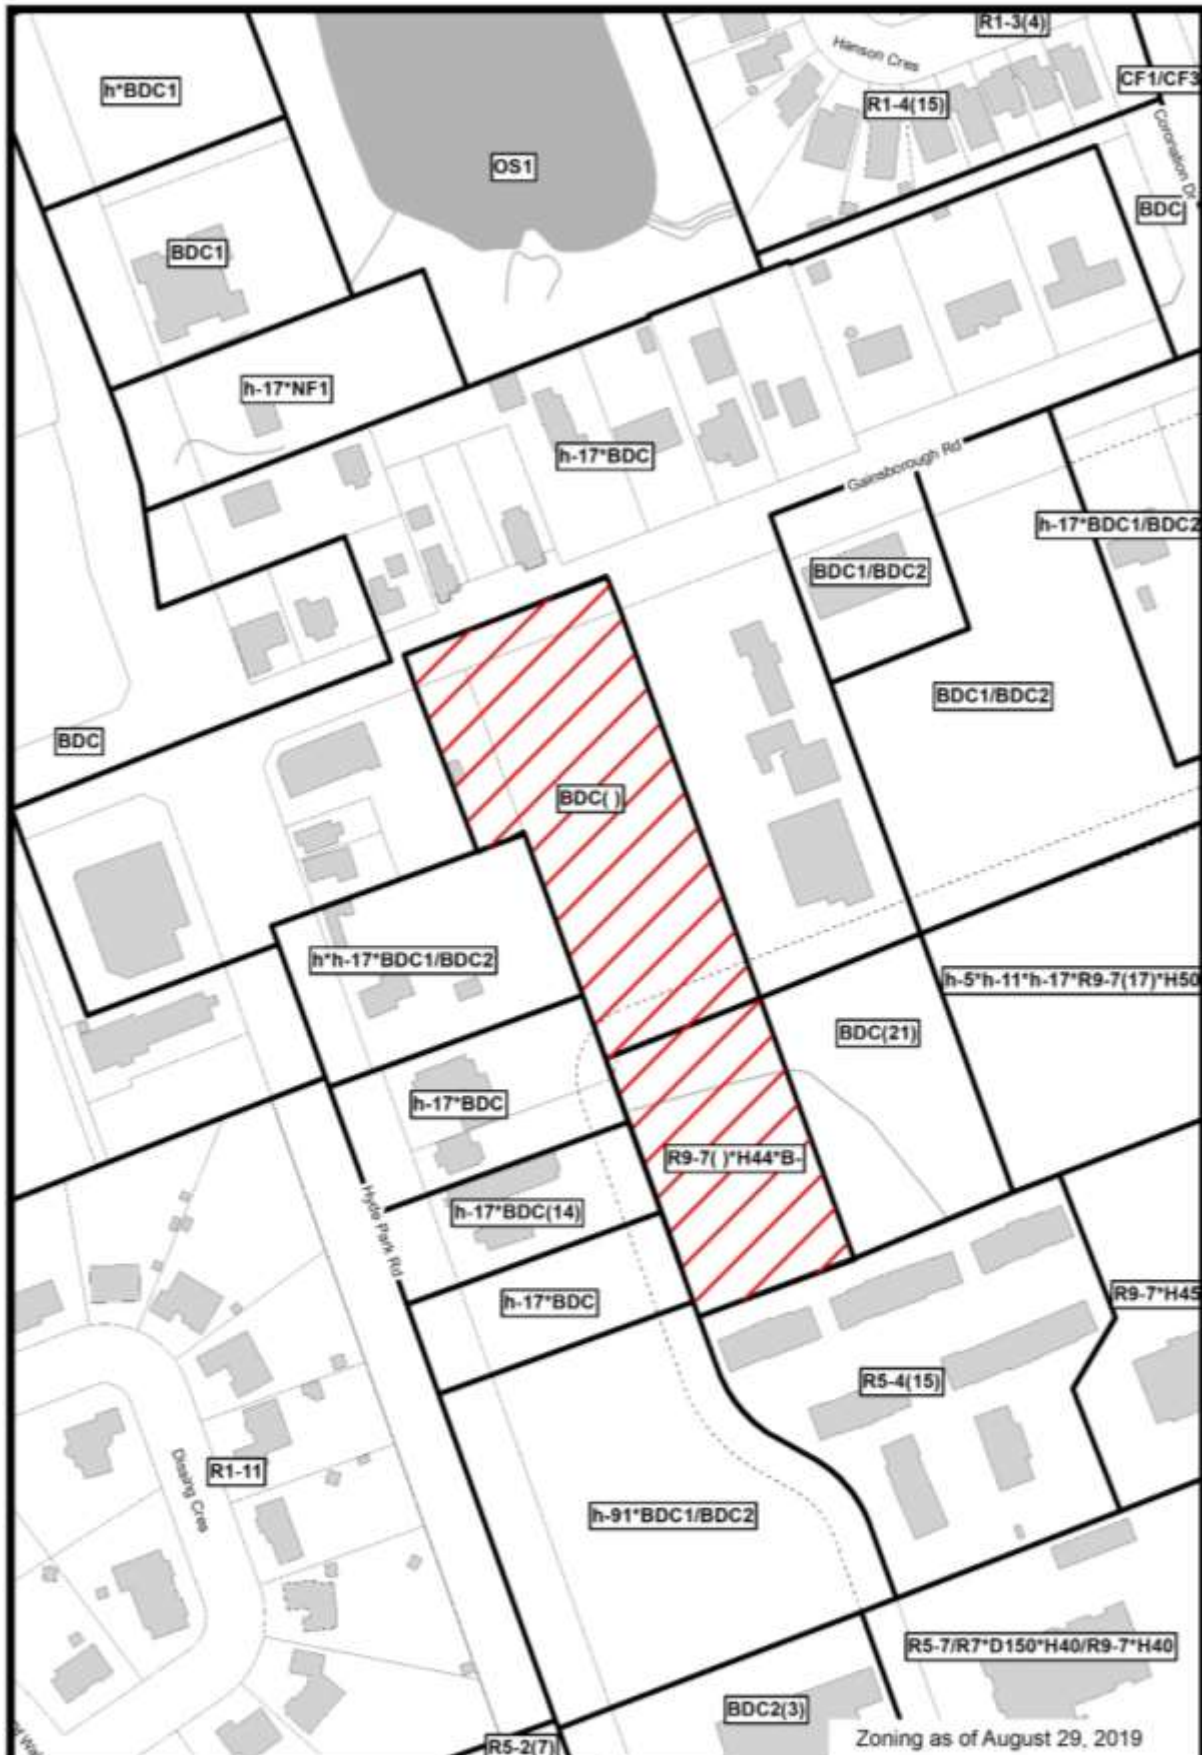 R1-3(4)
Hanson Cres
h*BDC1
CF1/CF3
R1-4(15)
Coronation Dr
OS1
BDC
BDC1
h-17*NF1
h-17*BDC
Gainsborough Rd
h-17*BDC1/BDC2
BDC1/BDC2
BDC1/BDC2
BDC
BDC( )
h*h-17*BDC1/BDC2
h-5*h-11*h-17*R9-7(17)*H50
BDC(21)
h-17*BDC
R9-7( )*H44*B-
Hyde Park Rd
h-17*BDC(14)
h-17*BDC
R9-7*H45
R5-4(15)
R1-11
Dissing Cres
h-91*BDC1/BDC2
R5-7/R7*D150*H40/R9-7*H40
BDC2(3)
R5-2(7)
Zoning as of August 29, 2019